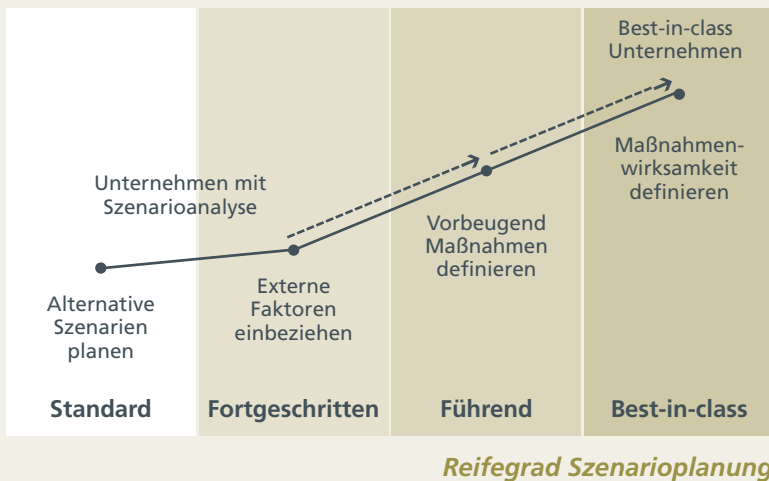 Best-in-class
Unternehmen
Unternehmen mit
Szenarioanalyse
Alternative
Szenarien
planen
Externe
Faktoren
einbeziehen
Vorbeugend
Maßnahmen
definieren
Maßnahmen-
wirksamkeit
definieren
Standard
Fortgeschritten
Führend
Best-in-class
Reifegrad Szenarioplanung